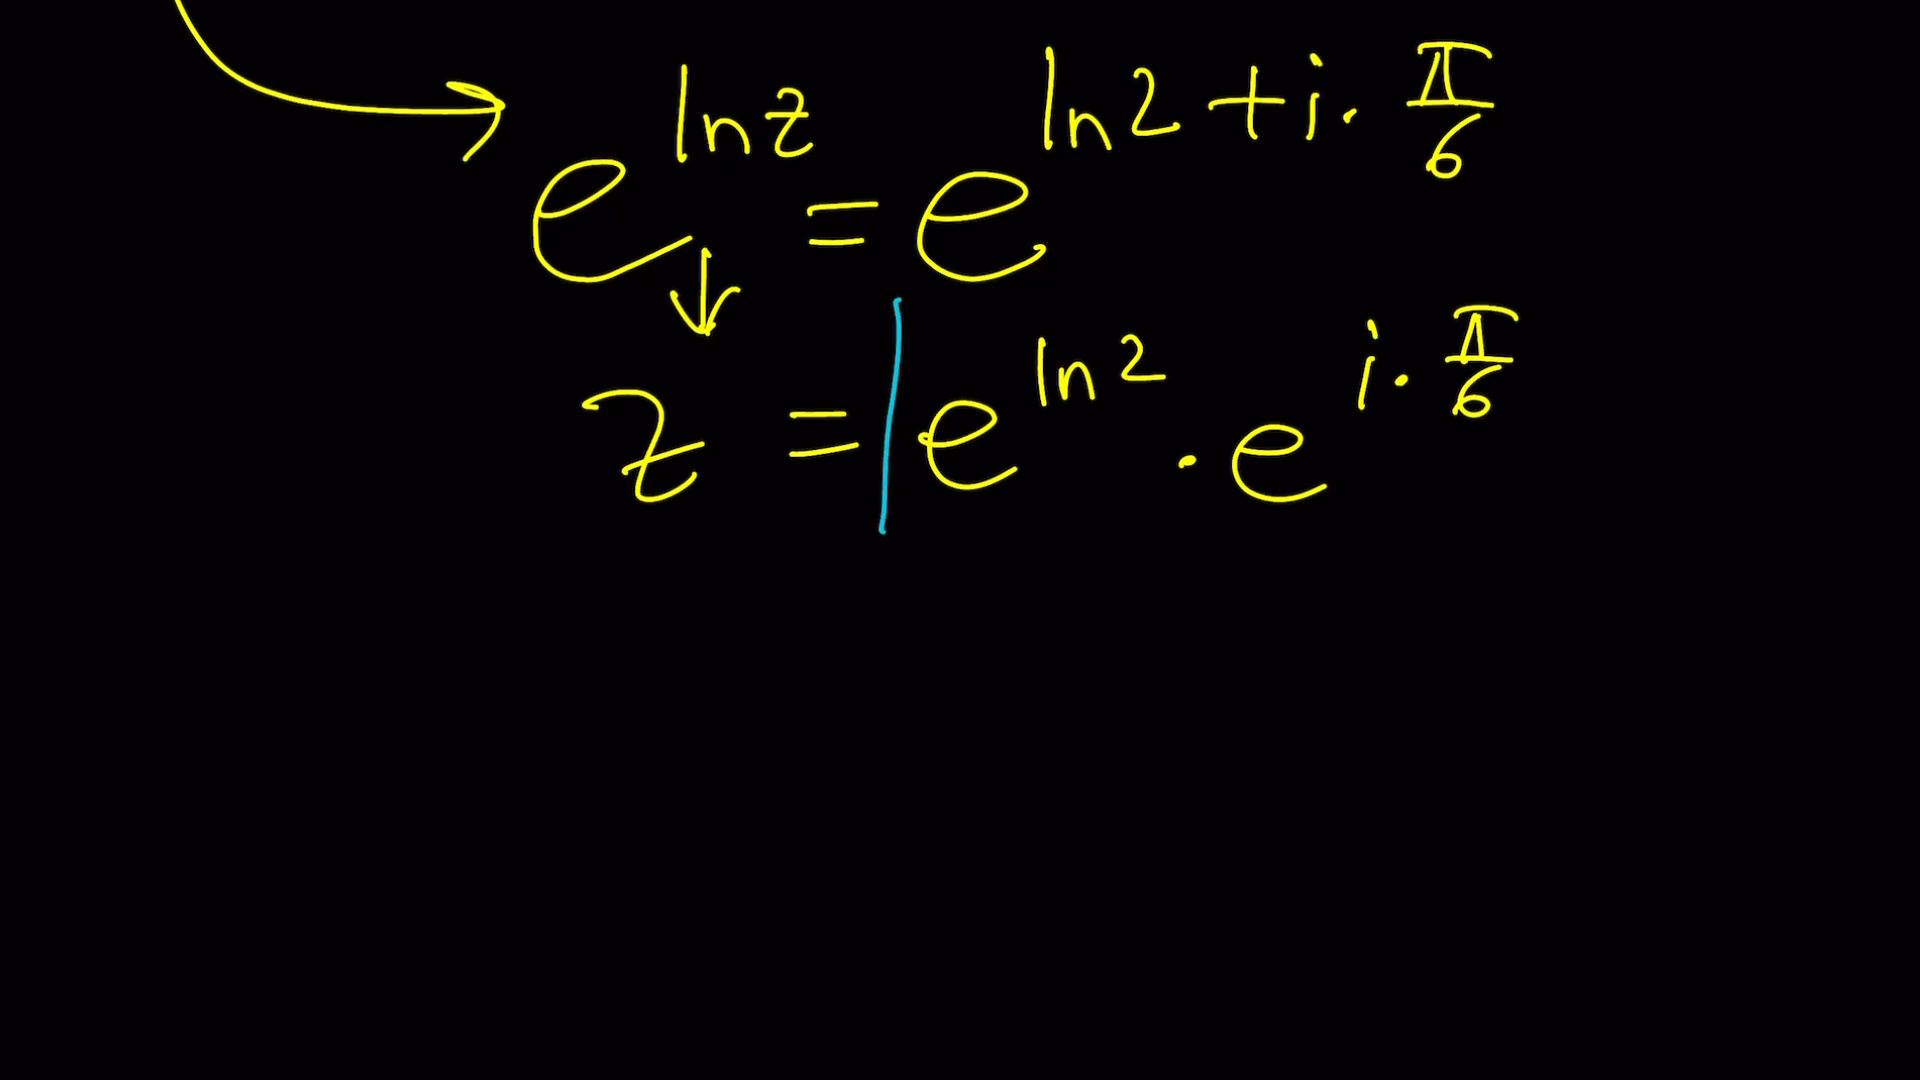 e^{ln z} = e^{ln 2 + i · π/6}
z = e^{ln 2} · e^{i · π/6}